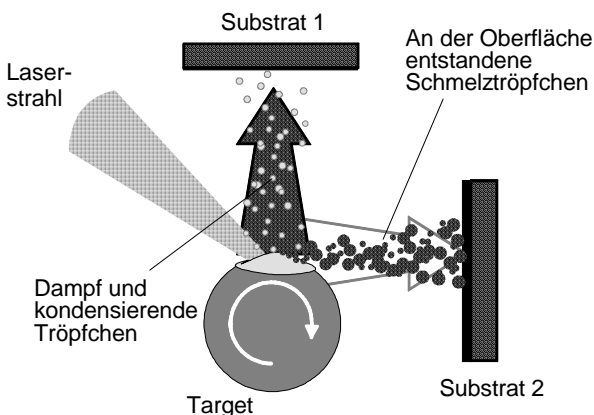 Substrat 1
An der Oberfläche
entstandene
Schmelztröpfchen
Laser-
strahl
Dampf und
kondensierende
Tröpfchen
Target
Substrat 2